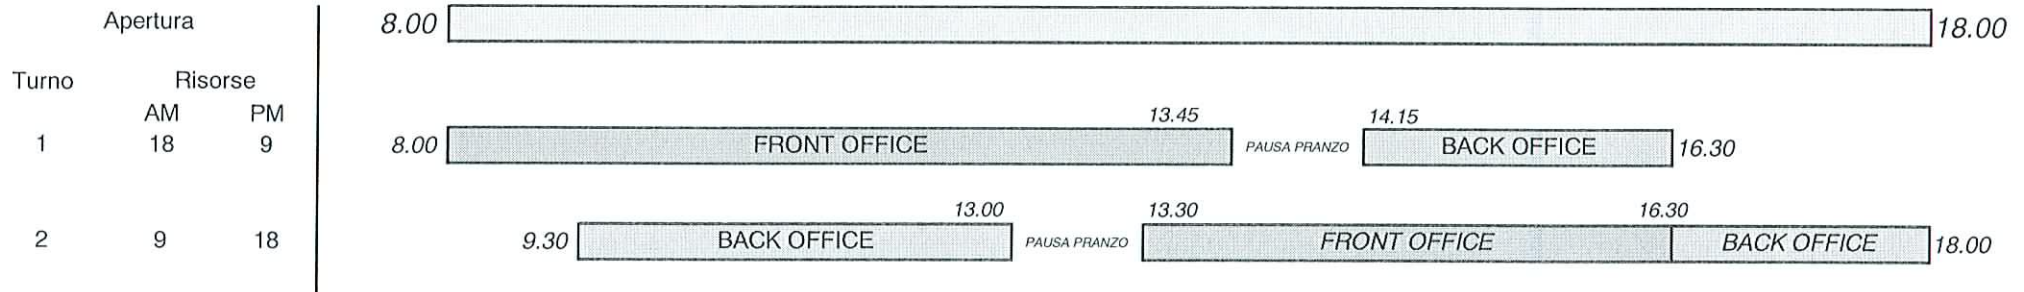 Apertura 8.00 18.00
Turno Risorse
AM PM 13.45 14.15
1 18 9 8.00 FRONT OFFICE PAUSA PRANZO BACK OFFICE 16.30
13.00 13.30 16.30
2 9 18 9.30 BACK OFFICE PAUSA PRANZO FRONT OFFICE BACK OFFICE 18.00